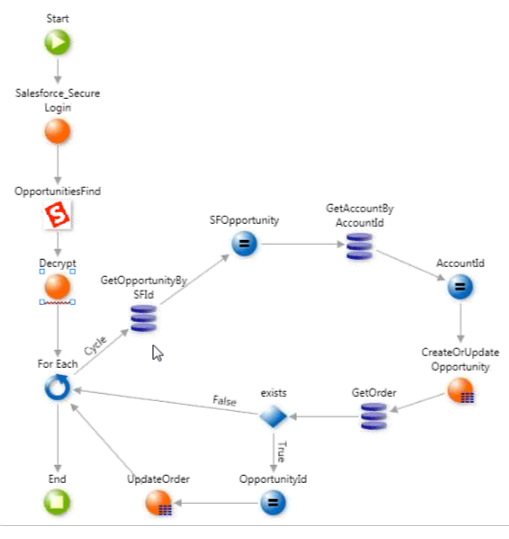 Start
Salesforce_Secure
Login
OpportunitiesFind
S
Decrypt
For Each
Cycle
GetOpportunityBy
SFId
SFOpportunity
=
GetAccountBy
AccountId
AccountId
=
CreateOrUpdate
Opportunity
GetOrder
exists
False
True
OpportunityId
=
UpdateOrder
End